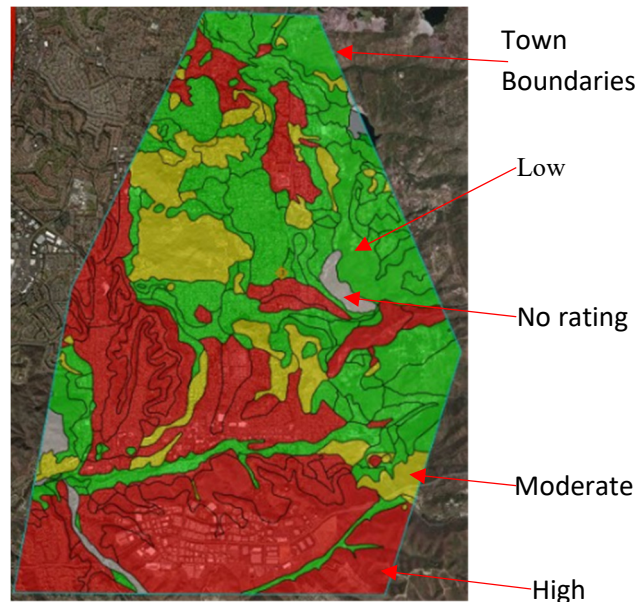 Town
Boundaries
Low
No rating
Moderate
High